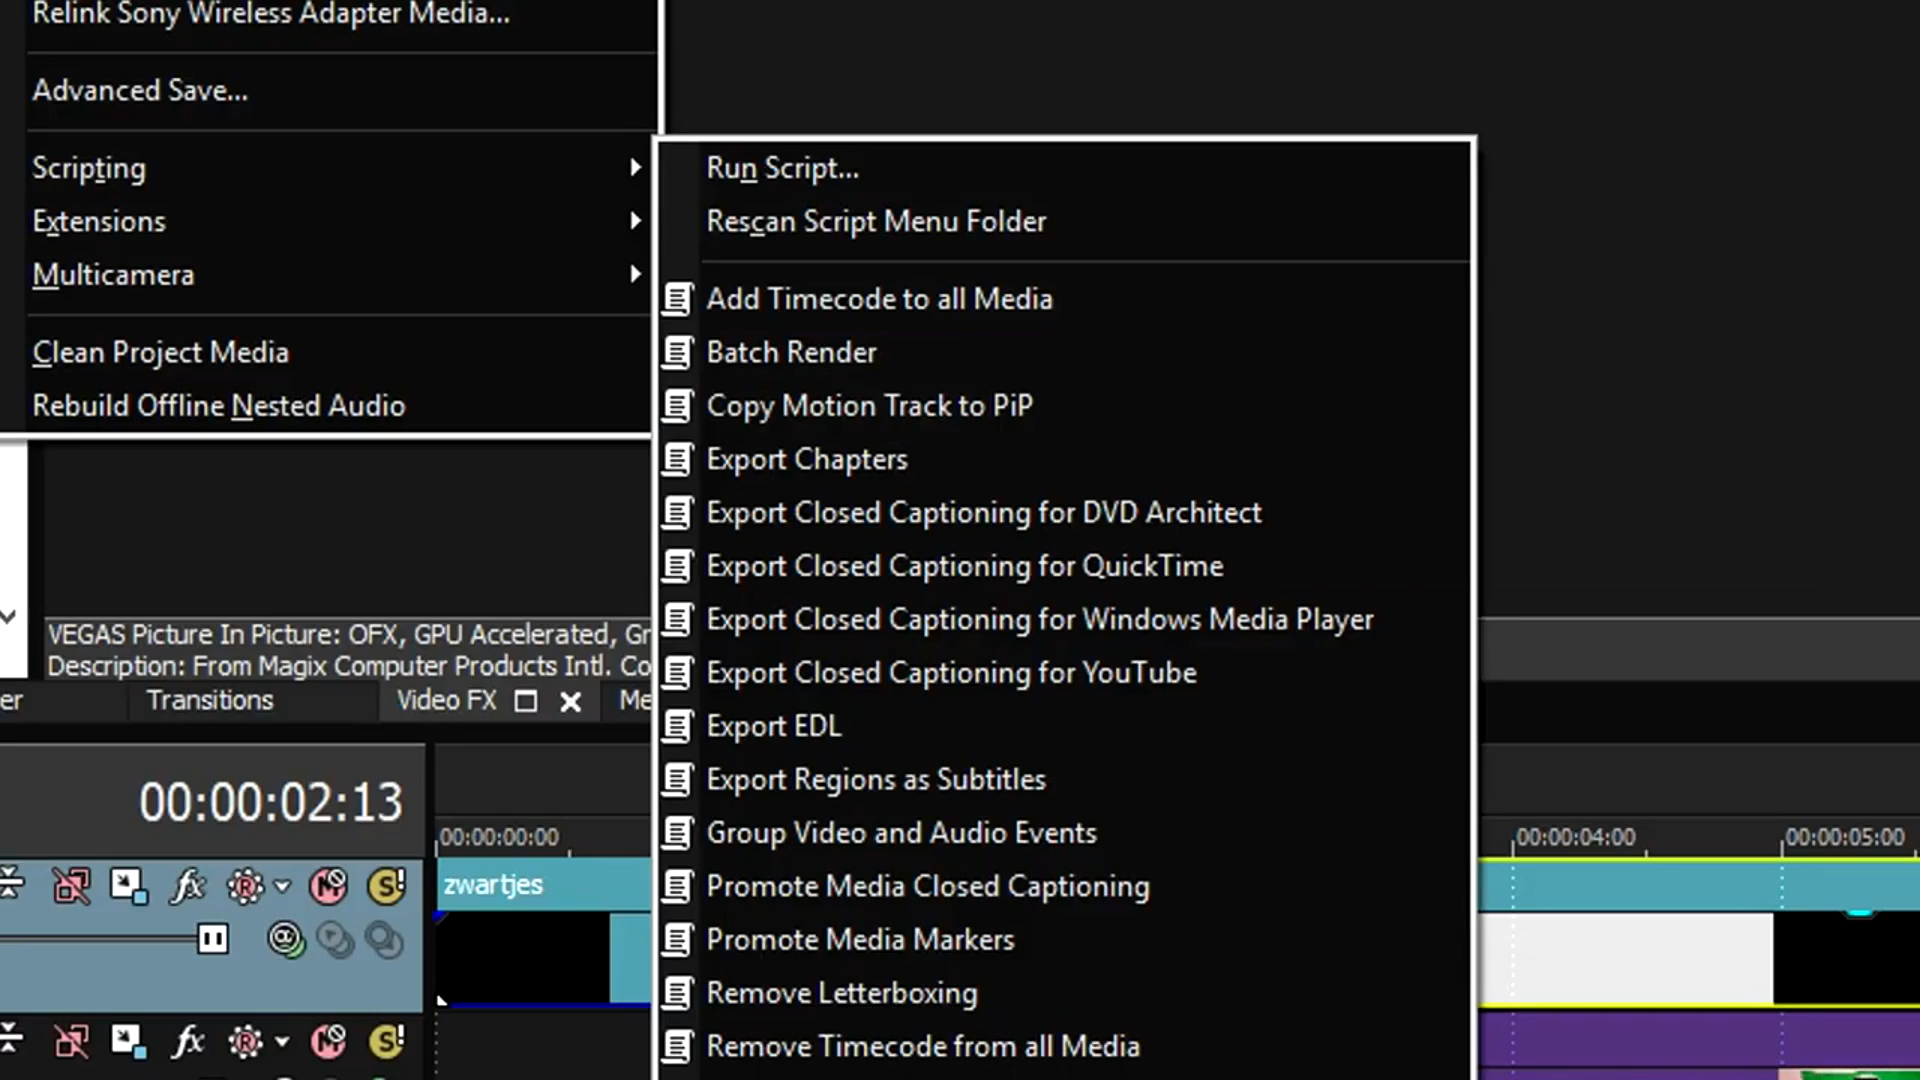 Relink Sony Wireless Adapter Media...
Advanced Save...
Scripting
Extensions
Multicamera
Clean Project Media
Rebuild Offline Nested Audio
Run Script...
Rescan Script Menu Folder
Add Timecode to all Media
Batch Render
Copy Motion Track to PiP
Export Chapters
Export Closed Captioning for DVD Architect
Export Closed Captioning for QuickTime
Export Closed Captioning for Windows Media Player
Export Closed Captioning for YouTube
Export EDL
Export Regions as Subtitles
Group Video and Audio Events
Promote Media Closed Captioning
Promote Media Markers
Remove Letterboxing
Remove Timecode from all Media
VEGAS Picture In Picture: OFX, GPU Accelerated, Gr
Description: From Magix Computer Products Intl. Co
er Transitions Video FX Me
00:00:02:13
00:00:00:00 00:00:04:00 00:00:05:00
zwartjes